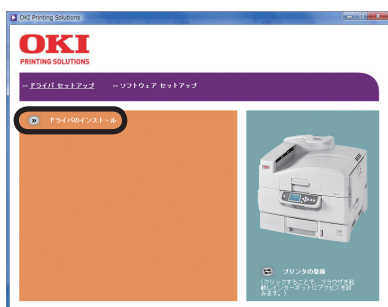 OKI Printing Solutions
OKI
PRINTING SOLUTIONS
ドライバ セットアップ ソフトウェア セットアップ
ドライバのインストール
プリンタの登録
(クリックすることで、ブラウザを起
動しインターネットにアクセスを試
みます。)